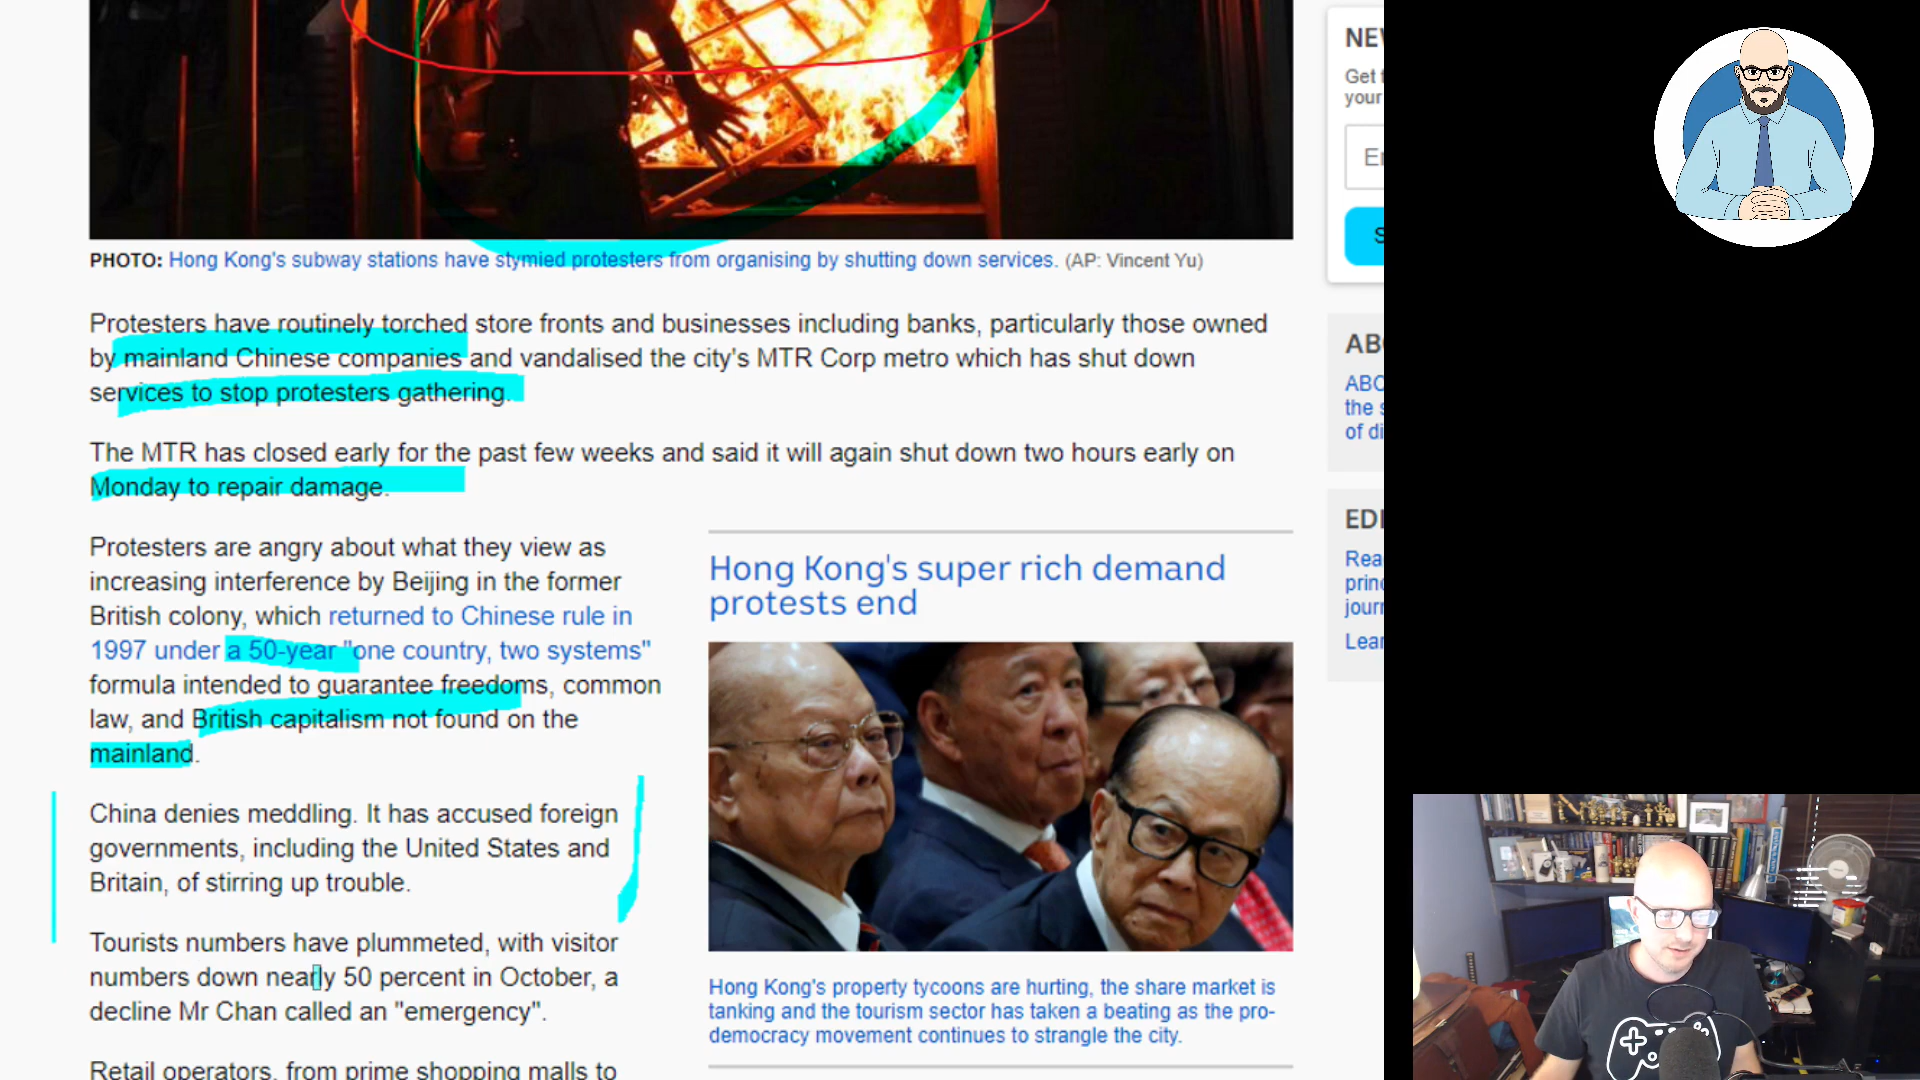 PHOTO: Hong Kong's subway stations have stymied protesters from organising by shutting down services. (AP: Vincent Yu)
Protesters have routinely torched store fronts and businesses including banks, particularly those owned
by mainland Chinese companies and vandalised the city's MTR Corp metro which has shut down
services to stop protesters gathering.
The MTR has closed early for the past few weeks and said it will again shut down two hours early on
Monday to repair damage.
Protesters are angry about what they view as
increasing interference by Beijing in the former
British colony, which returned to Chinese rule in
1997 under a 50-year "one country, two systems"
formula intended to guarantee freedoms, common
law, and British capitalism not found on the
mainland.
China denies meddling. It has accused foreign
governments, including the United States and
Britain, of stirring up trouble.
Tourists numbers have plummeted, with visitor
numbers down nearly 50 percent in October, a
decline Mr Chan called an "emergency".
Retail operators, from prime shopping malls to
Hong Kong's super rich demand
protests end
Hong Kong's property tycoons are hurting, the share market is
tanking and the tourism sector has taken a beating as the pro-
democracy movement continues to strangle the city.
Get
your
ABC
the
of
your